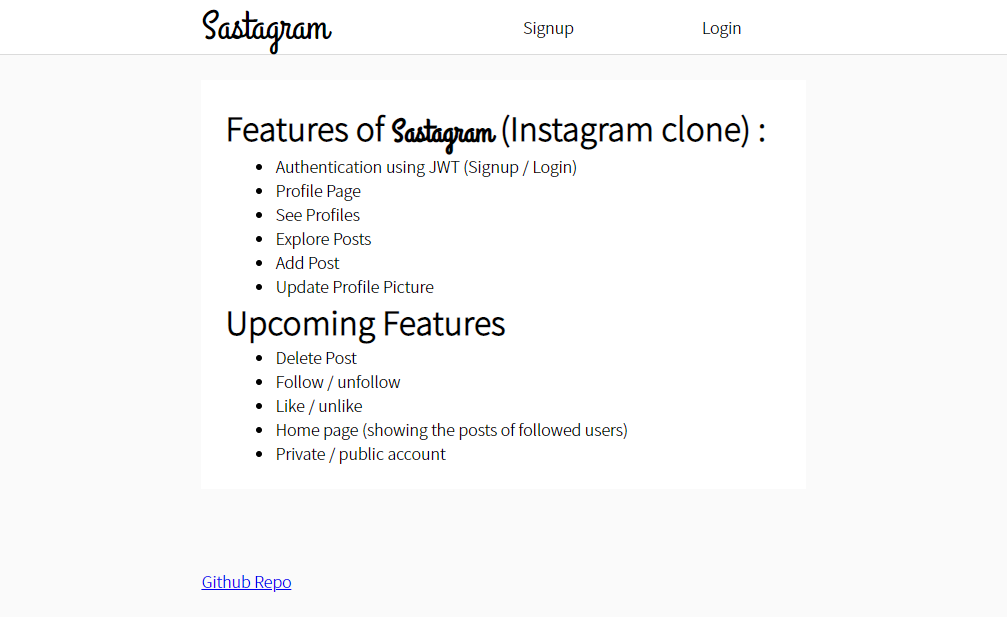 Sastagram Signup Login
Features of Sastagram (Instagram clone) :
Authentication using JWT (Signup / Login)
Profile Page
See Profiles
Explore Posts
Add Post
Update Profile Picture
Upcoming Features
Delete Post
Follow / unfollow
Like / unlike
Home page (showing the posts of followed users)
Private / public account
Github Repo